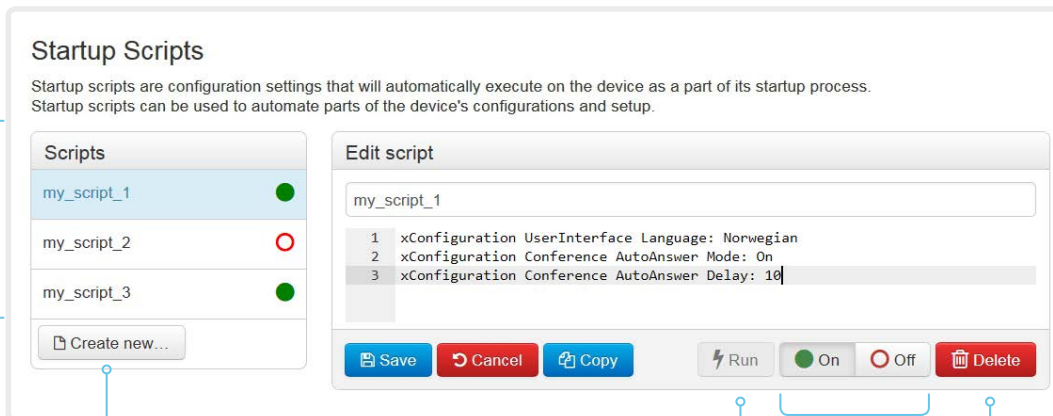 Startup Scripts
Startup scripts are configuration settings that will automatically execute on the device as a part of its startup process.
Startup scripts can be used to automate parts of the device's configurations and setup.
Scripts
my_script_1
my_script_2
my_script_3
Create new...
Edit script
my_script_1
1 xConfiguration UserInterface Language: Norwegian
2 xConfiguration Conference AutoAnswer Mode: On
3 xConfiguration Conference AutoAnswer Delay: 10
Save Cancel Copy Run On Off Delete